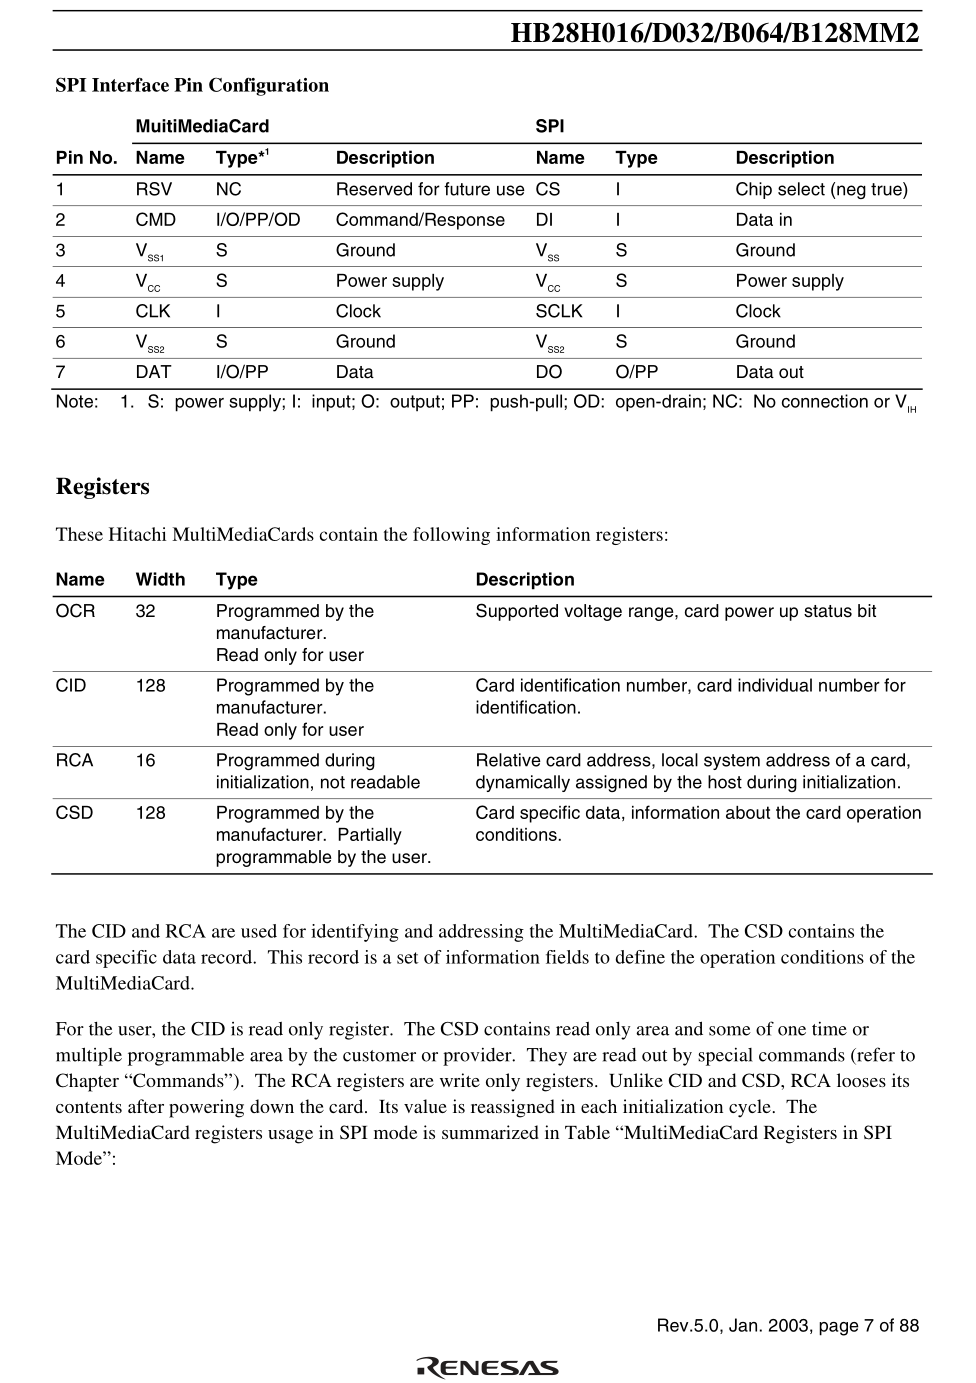 HB28H016/D032/B064/B128MM2
SPI Interface Pin Configuration
MuitiMediaCard SPI
Pin No. Name Type*1 Description Name Type Description
1 RSV NC Reserved for future use CS I Chip select (neg true)
2 CMD I/O/PP/OD Command/Response DI I Data in
3 VSS1 S Ground VSS S Ground
4 VCC S Power supply VCC S Power supply
5 CLK I Clock SCLK I Clock
6 VSS2 S Ground VSS2 S Ground
7 DAT I/O/PP Data DO O/PP Data out
Note: 1. S: power supply; I: input; O: output; PP: push-pull; OD: open-drain; NC: No connection or VIH
Registers
These Hitachi MultiMediaCards contain the following information registers:
Name Width Type Description
OCR 32 Programmed by the Supported voltage range, card power up status bit
manufacturer.
Read only for user
CID 128 Programmed by the Card identification number, card individual number for
manufacturer. identification.
Read only for user
RCA 16 Programmed during Relative card address, local system address of a card,
initialization, not readable dynamically assigned by the host during initialization.
CSD 128 Programmed by the Card specific data, information about the card operation
manufacturer. Partially conditions.
programmable by the user.
The CID and RCA are used for identifying and addressing the MultiMediaCard. The CSD contains the
card specific data record. This record is a set of information fields to define the operation conditions of the
MultiMediaCard.
For the user, the CID is read only register. The CSD contains read only area and some of one time or
multiple programmable area by the customer or provider. They are read out by special commands (refer to
Chapter “Commands”). The RCA registers are write only registers. Unlike CID and CSD, RCA looses its
contents after powering down the card. Its value is reassigned in each initialization cycle. The
MultiMediaCard registers usage in SPI mode is summarized in Table “MultiMediaCard Registers in SPI
Mode”:
Rev.5.0, Jan. 2003, page 7 of 88
RENESAS